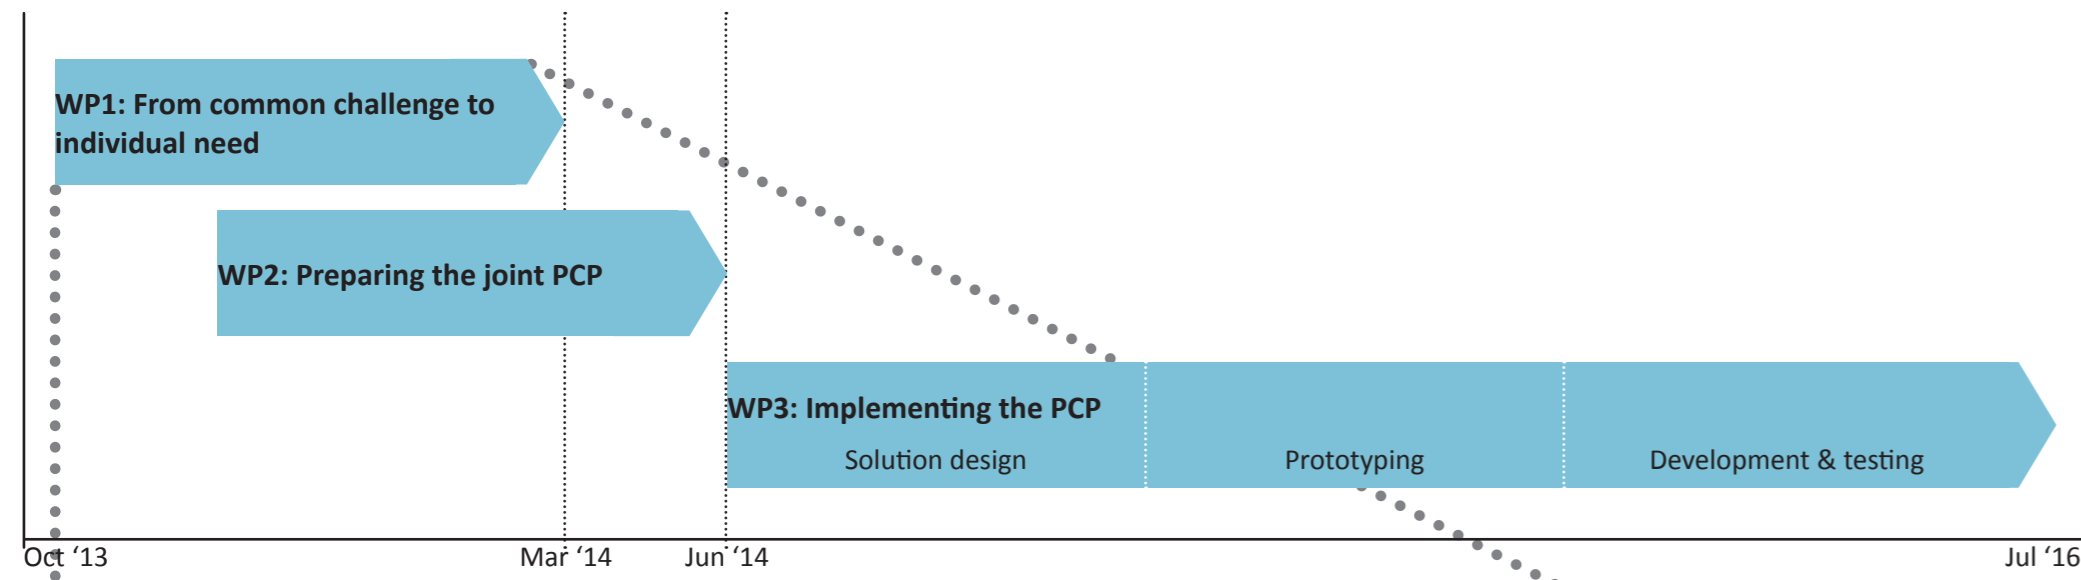 WP1: From common challenge to
individual need
WP2: Preparing the joint PCP
WP3: Implementing the PCP
Solution design
Prototyping
Development & testing
Oct ‘13
Mar ‘14
Jun ‘14
Jul ‘16